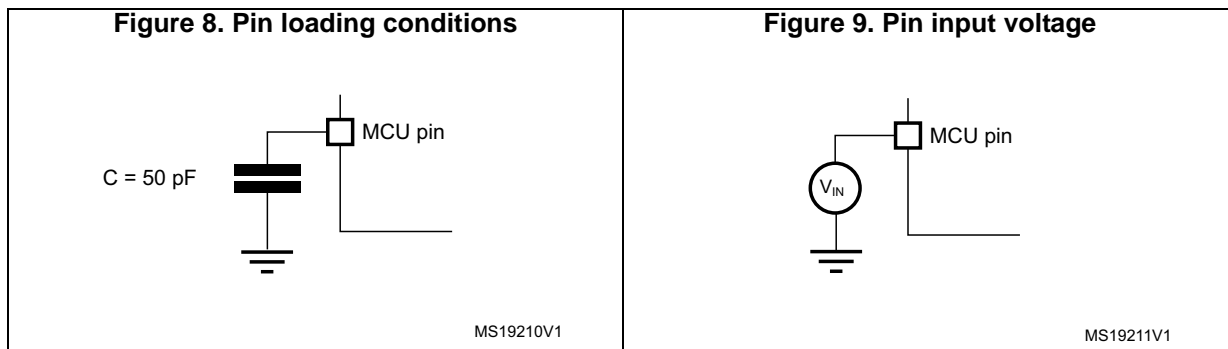 Figure 8. Pin loading conditions
MCU pin
C = 50 pF
MS19210V1
Figure 9. Pin input voltage
MCU pin
VIN
MS19211V1